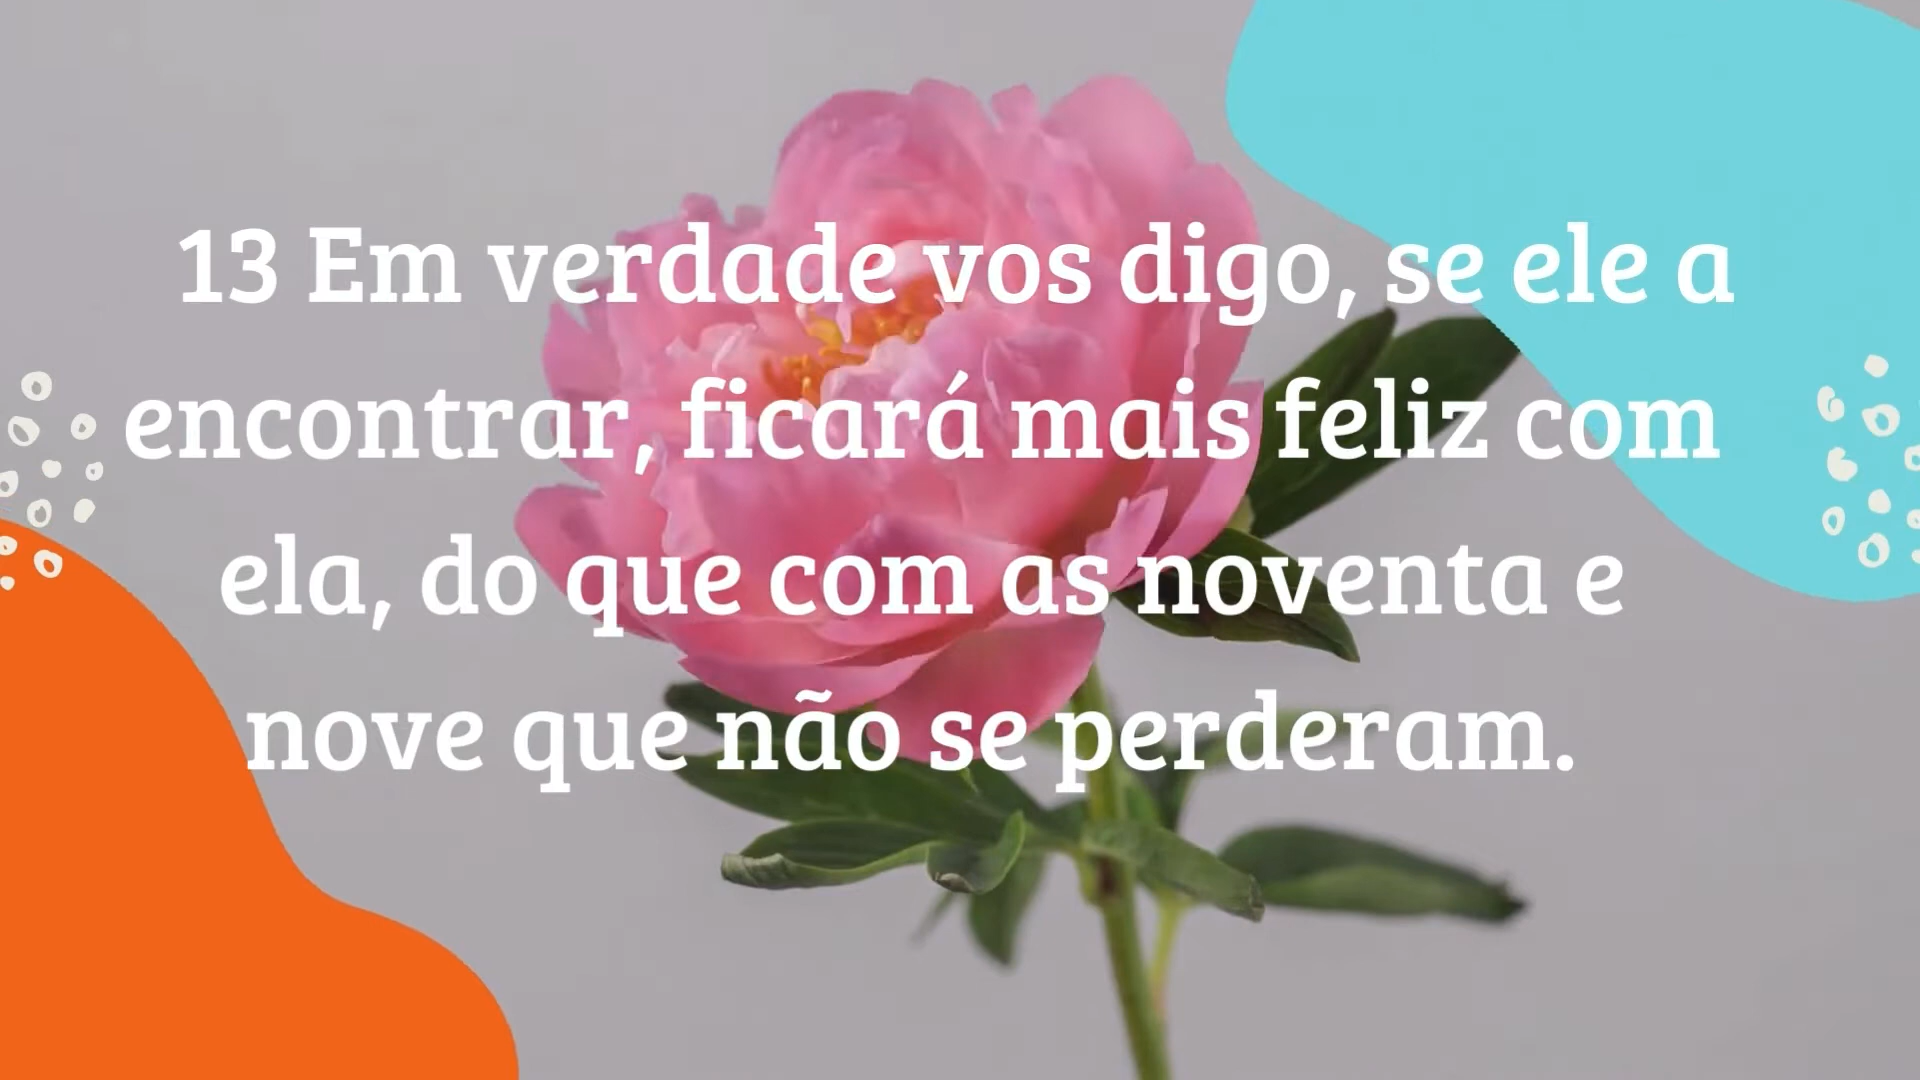 13 Em verdade vos digo, se ele a
encontrar, ficará mais feliz com
ela, do que com as noventa e
nove que não se perderam.